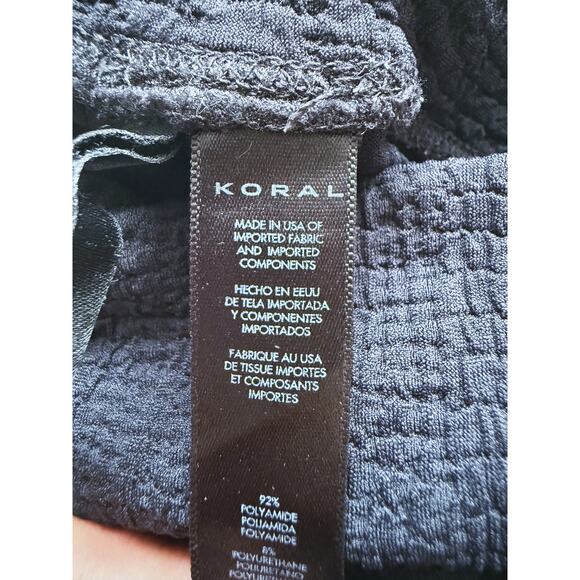 KORAL
MADE IN USA OF
IMPORTED FABRIC
AND IMPORTED
COMPONENTS
HECHO EN EEUU
DE TELA IMPORTADA
Y COMPONENTES
IMPORTADOS
FABRIQUE AU USA
DE TISSUE IMPORTES
ET COMPOSANTS
IMPORTES
92%
POLYAMIDE
POLIAMIDA
POLYAMIDE
8%
POLYURETHANE
POLIURETANO